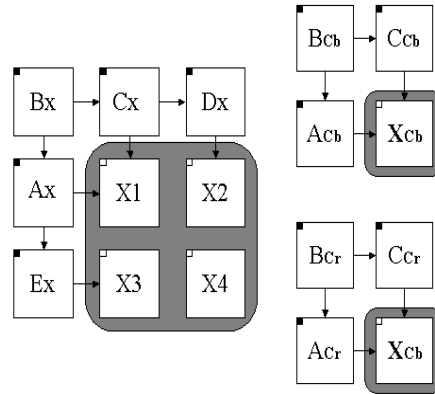 Bx Cx Dx
Ax X1 X2
Ex X3 X4
Bcb Ccb
Acb Xcb
Bcr Ccr
Acr Xcb